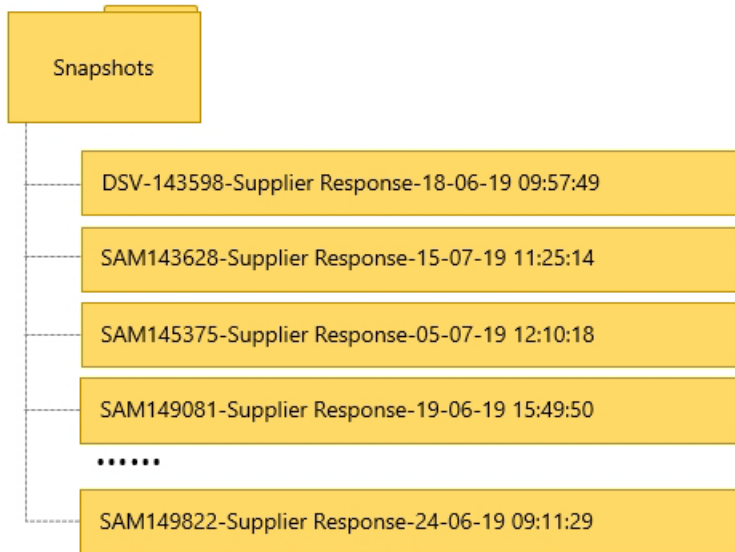 Snapshots
DSV-143598-Supplier Response-18-06-19 09:57:49
SAM143628-Supplier Response-15-07-19 11:25:14
SAM145375-Supplier Response-05-07-19 12:10:18
SAM149081-Supplier Response-19-06-19 15:49:50
......
SAM149822-Supplier Response-24-06-19 09:11:29